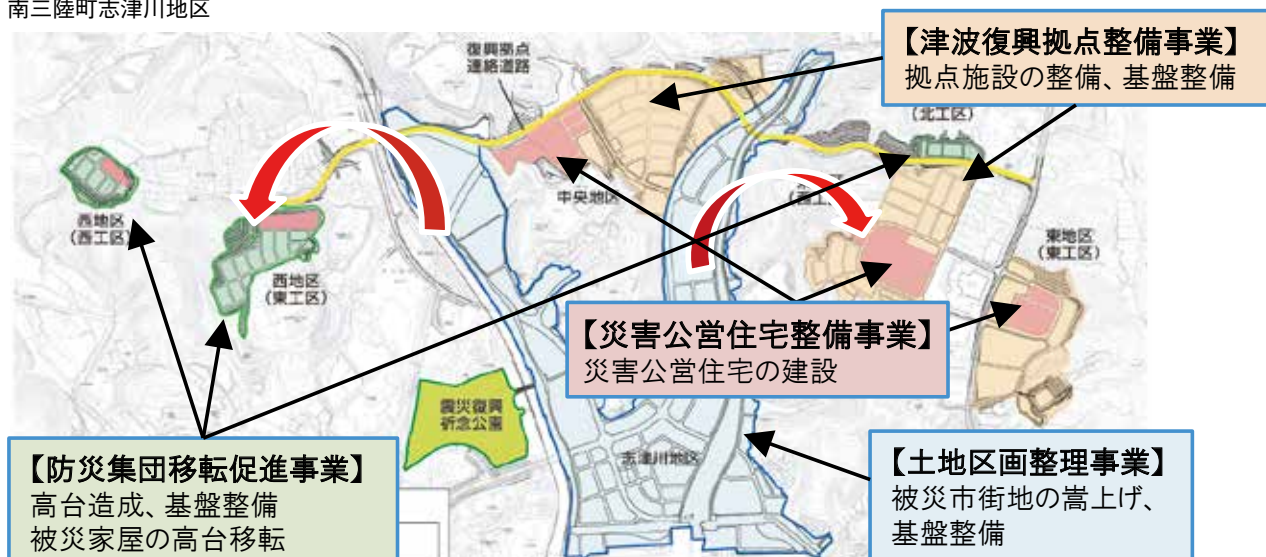 南三陸町志津川地区
復興拠点
連絡道路
【津波復興拠点整備事業】
拠点施設の整備、基盤整備
(北工区)
中央地区
西地区
(西工区)
西地区
(東工区)
東地区
(東工区)
【災害公営住宅整備事業】
災害公営住宅の建設
震災復興
祈念公園
志津川地区
【防災集団移転促進事業】
高台造成、基盤整備
被災家屋の高台移転
【土地区画整理事業】
被災市街地の嵩上げ、
基盤整備